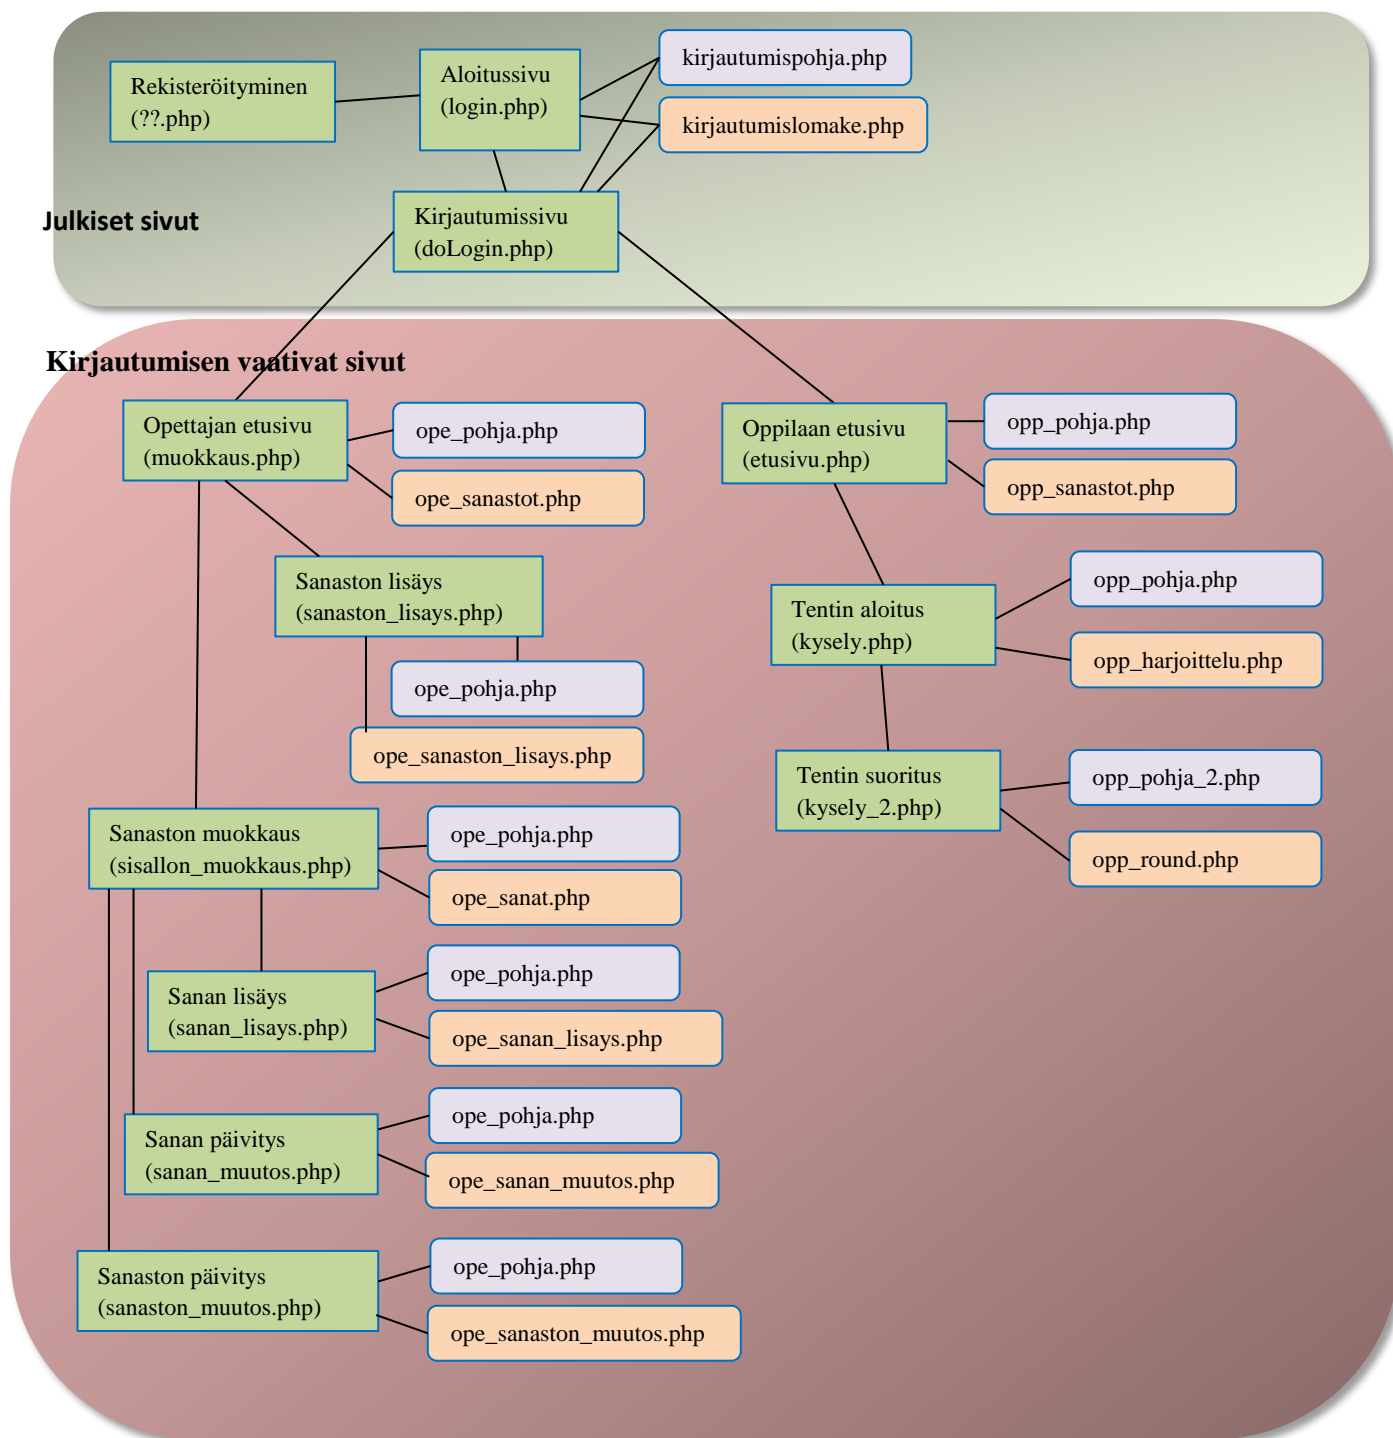 Rekisteröityminen
(??.php)
Aloitussivu
(login.php)
kirjautumispohja.php
kirjautumislomake.php
Julkiset sivut
Kirjautumissivu
(doLogin.php)
Kirjautumisen vaativat sivut
Opettajan etusivu
(muokkaus.php)
ope_pohja.php
ope_sanastot.php
Sanaston lisäys
(sanaston_lisays.php)
ope_pohja.php
ope_sanaston_lisays.php
Sanaston muokkaus
(sisallon_muokkaus.php)
ope_pohja.php
ope_sanat.php
Sanan lisäys
(sanan_lisays.php)
ope_pohja.php
ope_sanan_lisays.php
Sanan päivitys
(sanan_muutos.php)
ope_pohja.php
ope_sanan_muutos.php
Sanaston päivitys
(sanaston_muutos.php)
ope_pohja.php
ope_sanaston_muutos.php
Oppilaan etusivu
(etusivu.php)
opp_pohja.php
opp_sanastot.php
Tentin aloitus
(kysely.php)
opp_pohja.php
opp_harjoittelu.php
Tentin suoritus
(kysely_2.php)
opp_pohja_2.php
opp_round.php